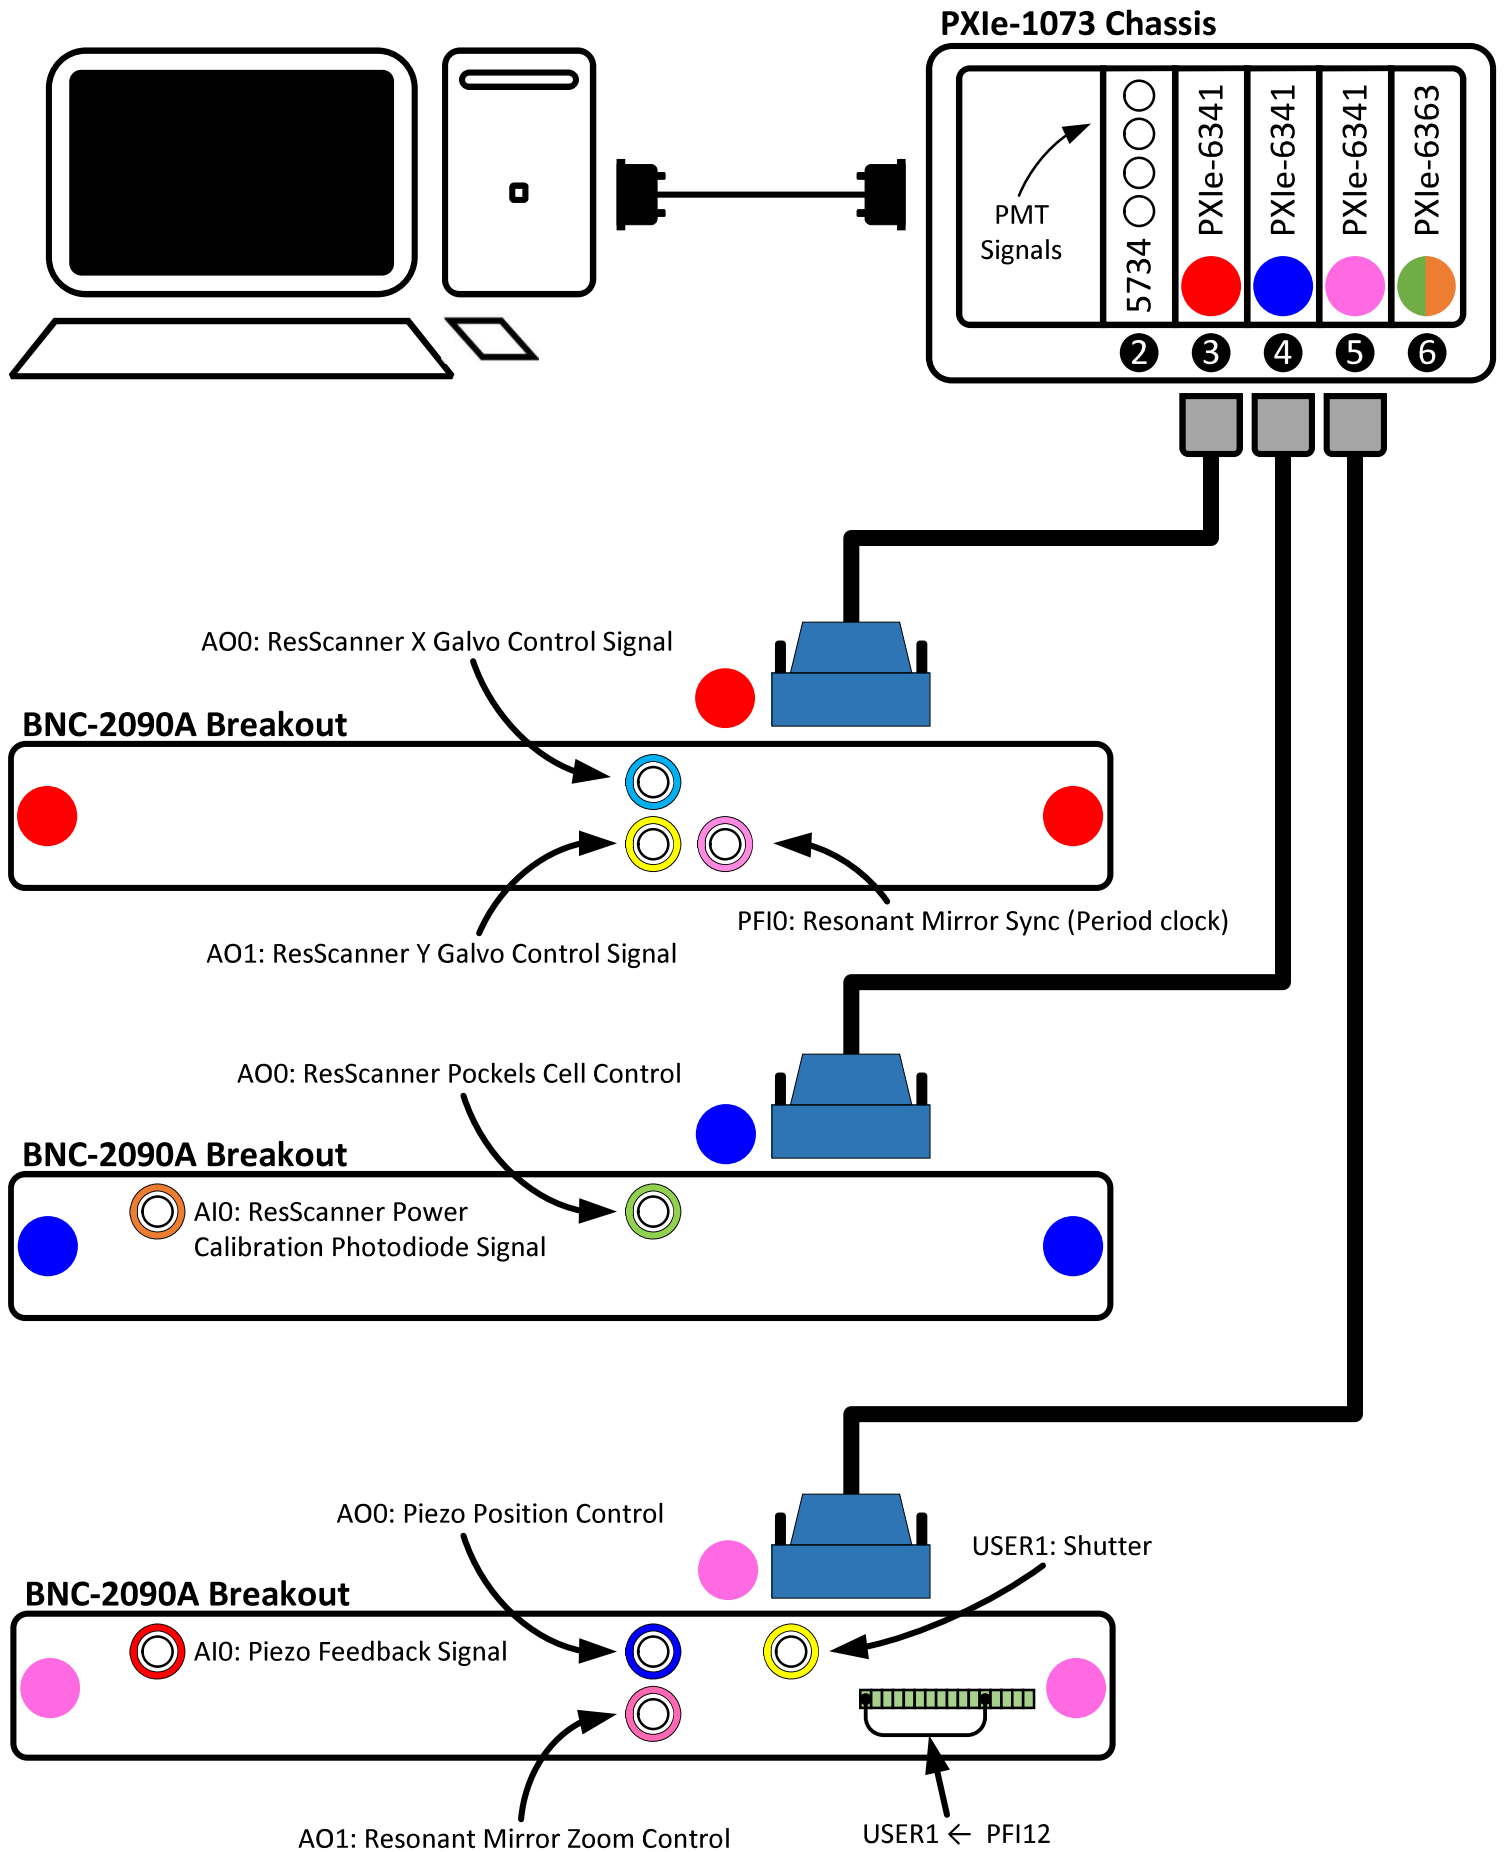 PXIe-1073 Chassis
PMT
Signals
5734
PXIe-6341
PXIe-6341
PXIe-6341
PXIe-6363
2
3
4
5
6
AO0: ResScanner X Galvo Control Signal
BNC-2090A Breakout
PFI0: Resonant Mirror Sync (Period clock)
AO1: ResScanner Y Galvo Control Signal
AO0: ResScanner Pockels Cell Control
BNC-2090A Breakout
AI0: ResScanner Power
Calibration Photodiode Signal
AO0: Piezo Position Control
USER1: Shutter
BNC-2090A Breakout
AI0: Piezo Feedback Signal
AO1: Resonant Mirror Zoom Control
USER1 ← PFI12